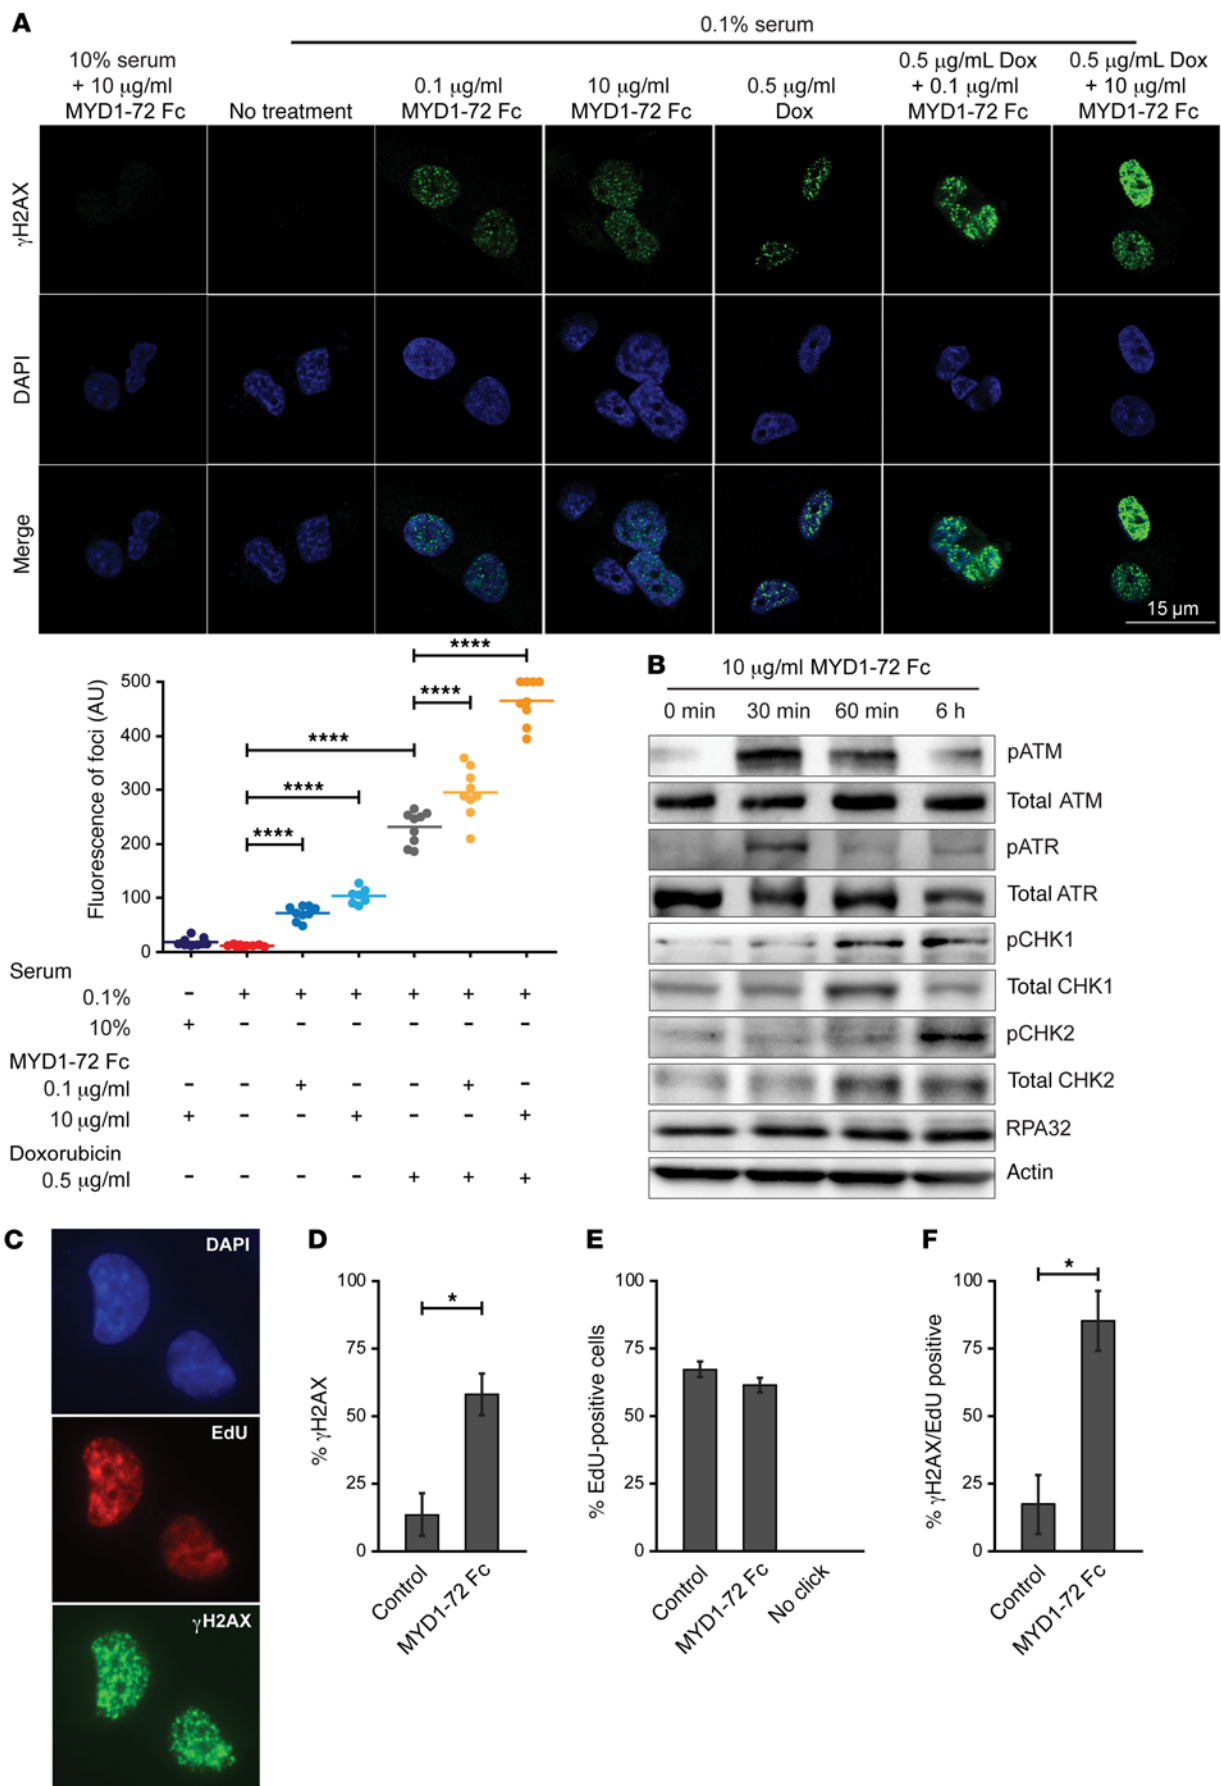 A
0.1% serum
10% serum
+ 10 μg/ml
MYD1-72 Fc
No treatment
0.1 μg/ml
MYD1-72 Fc
10 μg/ml
MYD1-72 Fc
0.5 μg/ml
Dox
0.5 μg/mL Dox
+ 0.1 μg/ml
MYD1-72 Fc
0.5 μg/mL Dox
+ 10 μg/ml
MYD1-72 Fc
γH2AX
DAPI
Merge
15 μm
Fluorescence of foci (AU)
500
400
300
200
100
0
****
****
****
****
****
Serum
0.1% – + + + + + +
10% + – – – – – –
MYD1-72 Fc
0.1 μg/ml – – + – – + –
10 μg/ml + – – + – – +
Doxorubicin
0.5 μg/ml – – – – + + +
B
10 μg/ml MYD1-72 Fc
0 min 30 min 60 min 6 h
pATM
Total ATM
pATR
Total ATR
pCHK1
Total CHK1
pCHK2
Total CHK2
RPA32
Actin
C
DAPI
EdU
γH2AX
D
% γH2AX
100
75
50
25
0
*
Control
MYD1-72 Fc
E
% EdU-positive cells
100
75
50
25
0
Control
MYD1-72 Fc
No click
F
% γH2AX/EdU positive
100
75
50
25
0
*
Control
MYD1-72 Fc